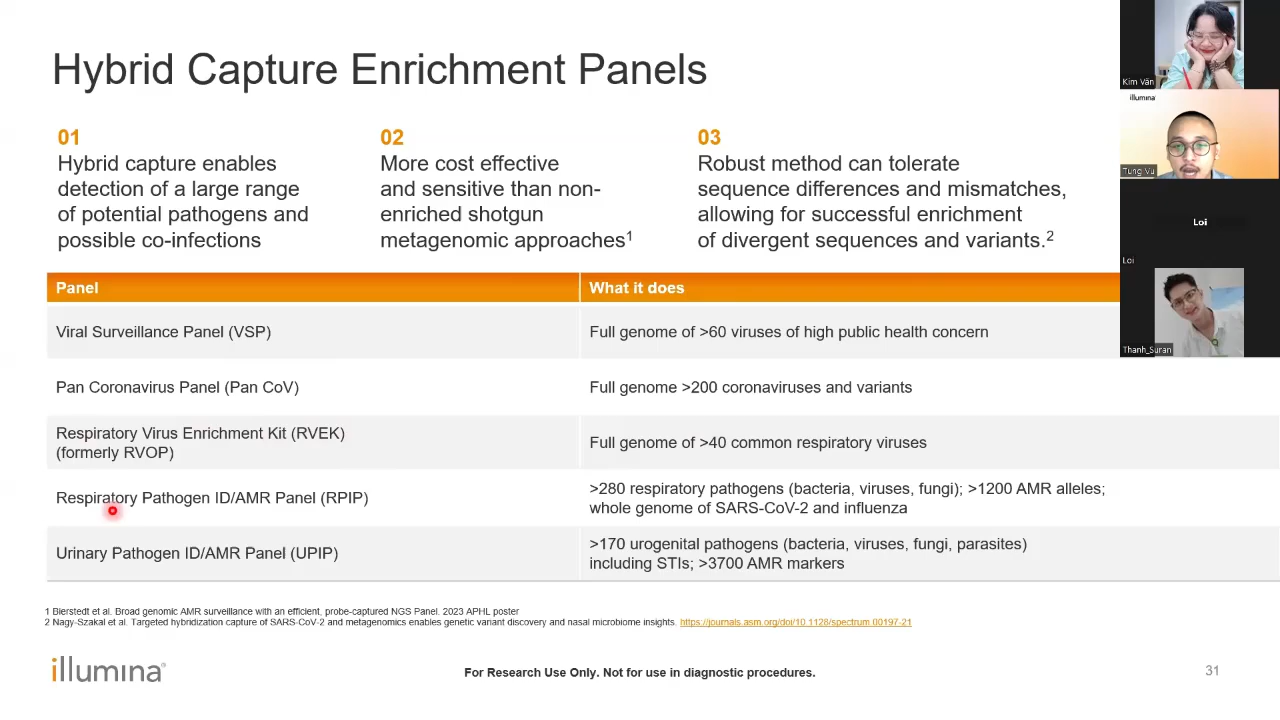 Hybrid Capture Enrichment Panels
01
Hybrid capture enables
detection of a large range
of potential pathogens and
possible co-infections
02
More cost effective
and sensitive than non-
enriched shotgun
metagenomic approaches1
03
Robust method can tolerate
sequence differences and mismatches,
allowing for successful enrichment
of divergent sequences and variants.2
Panel
What it does
Viral Surveillance Panel (VSP)
Full genome of >60 viruses of high public health concern
Pan Coronavirus Panel (Pan CoV)
Full genome >200 coronaviruses and variants
Respiratory Virus Enrichment Kit (RVEK)
(formerly RVOP)
Full genome of >40 common respiratory viruses
Respiratory Pathogen ID/AMR Panel (RPIP)
>280 respiratory pathogens (bacteria, viruses, fungi); >1200 AMR alleles;
whole genome of SARS-CoV-2 and influenza
Urinary Pathogen ID/AMR Panel (UPIP)
>170 urogenital pathogens (bacteria, viruses, fungi, parasites)
including STIs; >3700 AMR markers
1 Bierstedt et al. Broad genomic AMR surveillance with an efficient, probe-captured NGS Panel. 2023 APHL poster
2 Nagy-Szakal et al. Targeted hybridization capture of SARS-CoV-2 and metagenomics enables genetic variant discovery and nasal microbiome insights. https://journals.asm.org/doi/10.1128/spectrum.00197-21
illumina®
For Research Use Only. Not for use in diagnostic procedures.
31
Kim Vân
illumina
Tung Vu
Loi
Loi
Thanh_Suran